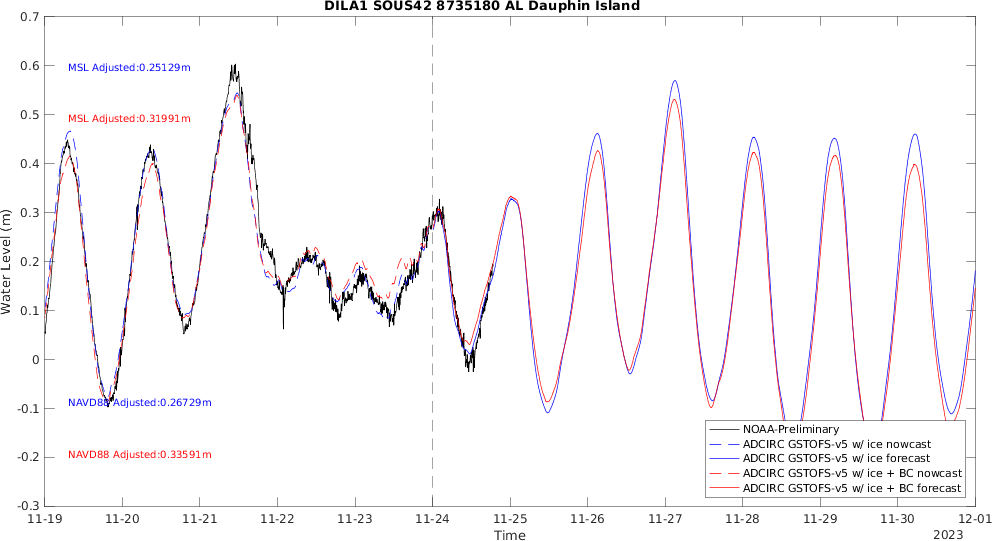 DILA1 SOUS42 8735180 AL Dauphin Island
0.7
0.6
0.5
0.4
0.3
0.2
0.1
0
-0.1
-0.2
-0.3
Water Level (m)
MSL Adjusted:0.25129m
MSL Adjusted:0.31991m
NAVD88 Adjusted:0.26729m
NAVD88 Adjusted:0.33591m
NOAA-Preliminary
ADCIRC GSTOFS-v5 w/ ice nowcast
ADCIRC GSTOFS-v5 w/ ice forecast
ADCIRC GSTOFS-v5 w/ ice + BC nowcast
ADCIRC GSTOFS-v5 w/ ice + BC forecast
11-19 11-20 11-21 11-22 11-23 11-24 11-25 11-26 11-27 11-28 11-29 11-30 12-01
Time
2023